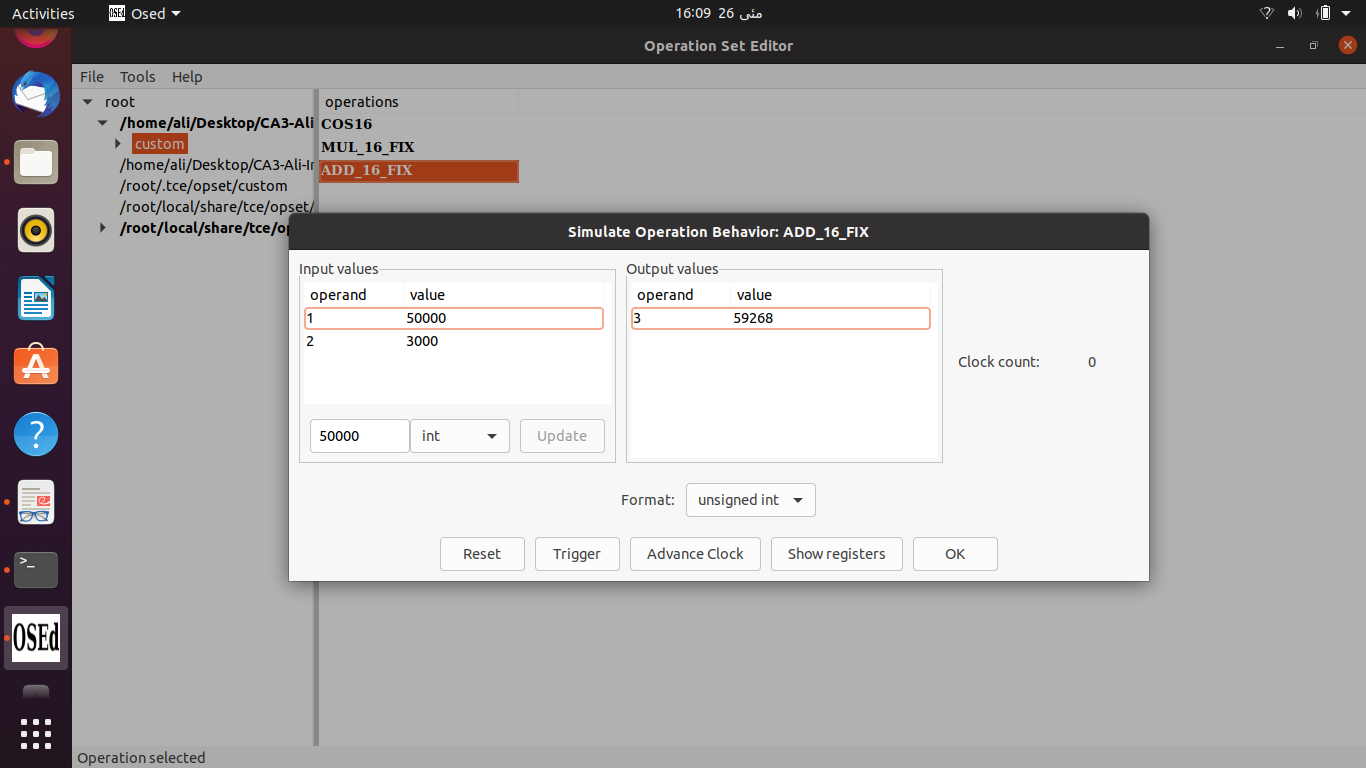 Activities OSEd Osed 16:09 26 مئی
Operation Set Editor
File Tools Help
root
/home/ali/Desktop/CA3-Ali
custom
/home/ali/Desktop/CA3-Ali-Ir
/root/.tce/opset/custom
/root/local/share/tce/opset/
/root/local/share/tce/op
operations
COS16
MUL_16_FIX
ADD_16_FIX
Simulate Operation Behavior: ADD_16_FIX
Input values
operand value
1 50000
2 3000
50000 int Update
Output values
operand value
3 59268
Clock count: 0
Format: unsigned int
Reset Trigger Advance Clock Show registers OK
>_
OSEd
Operation selected